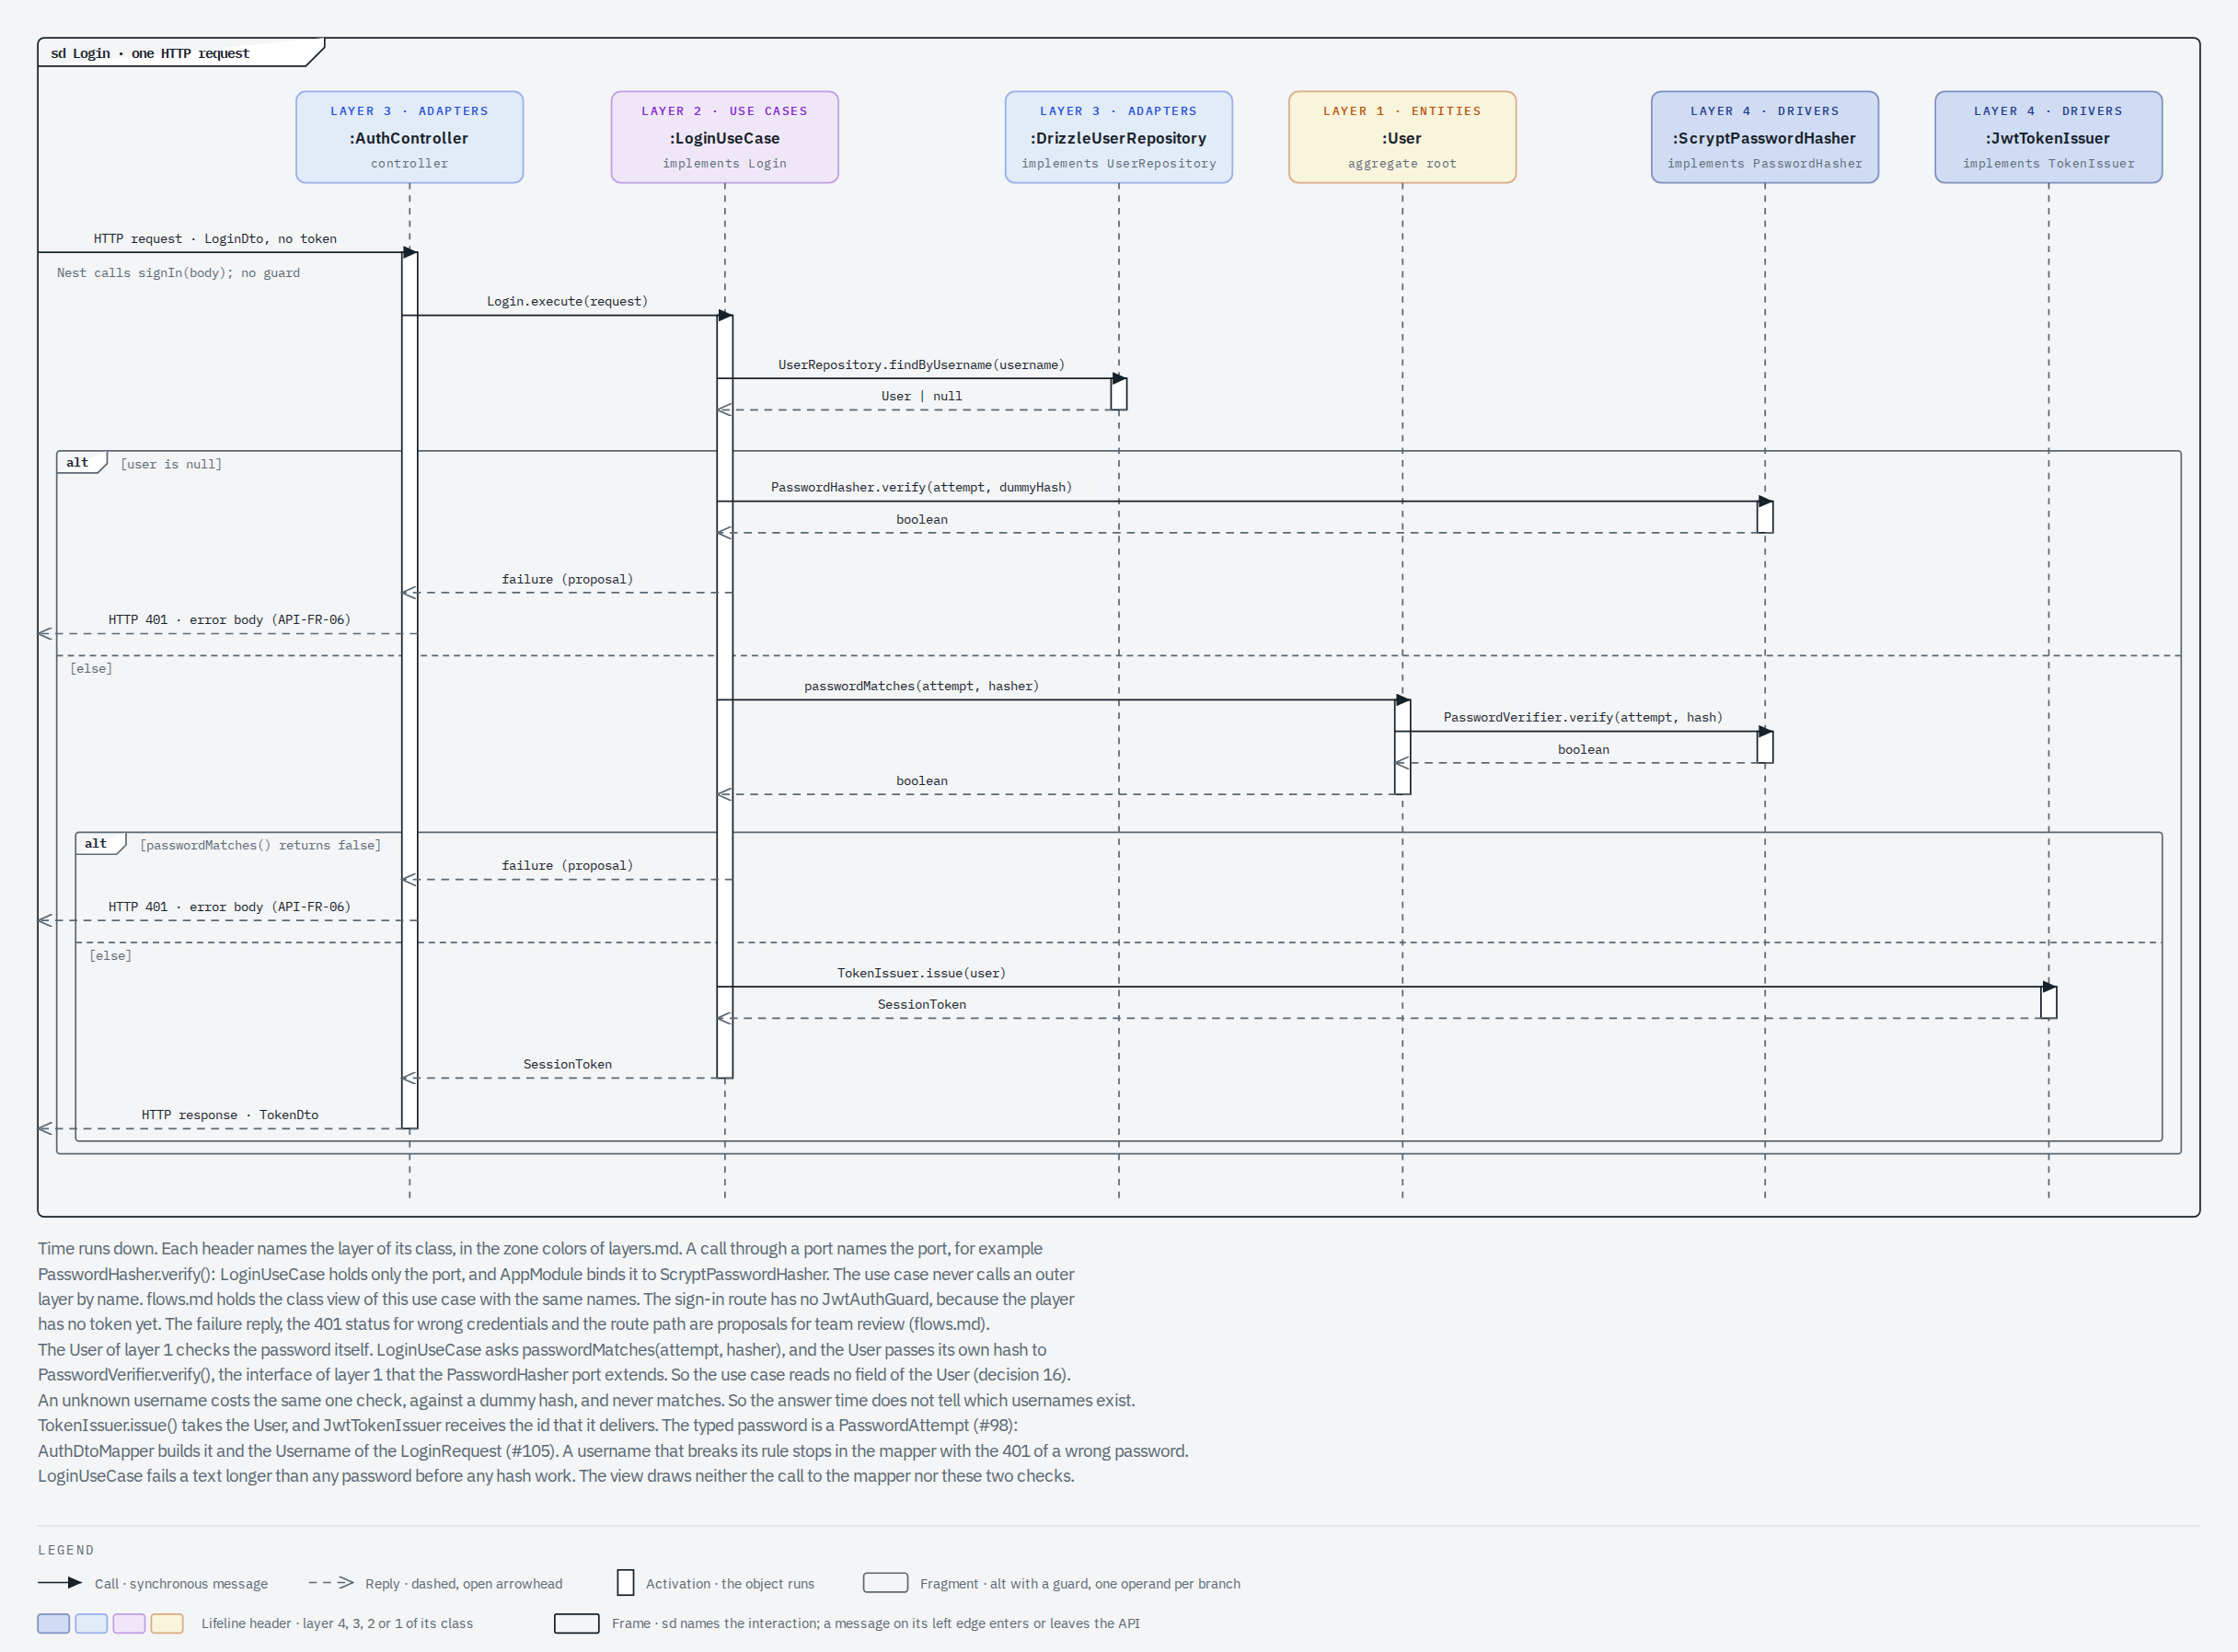 sd Login · one HTTP request
LAYER 3 · ADAPTERS
:AuthController
controller
LAYER 2 · USE CASES
:LoginUseCase
implements Login
LAYER 3 · ADAPTERS
:DrizzleUserRepository
implements UserRepository
LAYER 1 · ENTITIES
:User
aggregate root
LAYER 4 · DRIVERS
:ScryptPasswordHasher
implements PasswordHasher
LAYER 4 · DRIVERS
:JwtTokenIssuer
implements TokenIssuer
HTTP request · LoginDto, no token
Nest calls signIn(body); no guard
Login.execute(request)
UserRepository.findByUsername(username)
User | null
alt [user is null]
PasswordHasher.verify(attempt, dummyHash)
boolean
failure (proposal)
HTTP 401 · error body (API-FR-06)
[else]
passwordMatches(attempt, hasher)
PasswordVerifier.verify(attempt, hash)
boolean
boolean
alt [passwordMatches() returns false]
failure (proposal)
HTTP 401 · error body (API-FR-06)
[else]
TokenIssuer.issue(user)
SessionToken
SessionToken
HTTP response · TokenDto
Time runs down. Each header names the layer of its class, in the zone colors of layers.md. A call through a port names the port, for example
PasswordHasher.verify(): LoginUseCase holds only the port, and AppModule binds it to ScryptPasswordHasher. The use case never calls an outer
layer by name. flows.md holds the class view of this use case with the same names. The sign-in route has no JwtAuthGuard, because the player
has no token yet. The failure reply, the 401 status for wrong credentials and the route path are proposals for team review (flows.md).
The User of layer 1 checks the password itself. LoginUseCase asks passwordMatches(attempt, hasher), and the User passes its own hash to
PasswordVerifier.verify(), the interface of layer 1 that the PasswordHasher port extends. So the use case reads no field of the User (decision 16).
An unknown username costs the same one check, against a dummy hash, and never matches. So the answer time does not tell which usernames exist.
TokenIssuer.issue() takes the User, and JwtTokenIssuer receives the id that it delivers. The typed password is a PasswordAttempt (#98):
AuthDtoMapper builds it and the Username of the LoginRequest (#105). A username that breaks its rule stops in the mapper with the 401 of a wrong password.
LoginUseCase fails a text longer than any password before any hash work. The view draws neither the call to the mapper nor these two checks.
LEGEND
Call · synchronous message
Reply · dashed, open arrowhead
Activation · the object runs
Fragment · alt with a guard, one operand per branch
Lifeline header · layer 4, 3, 2 or 1 of its class
Frame · sd names the interaction; a message on its left edge enters or leaves the API